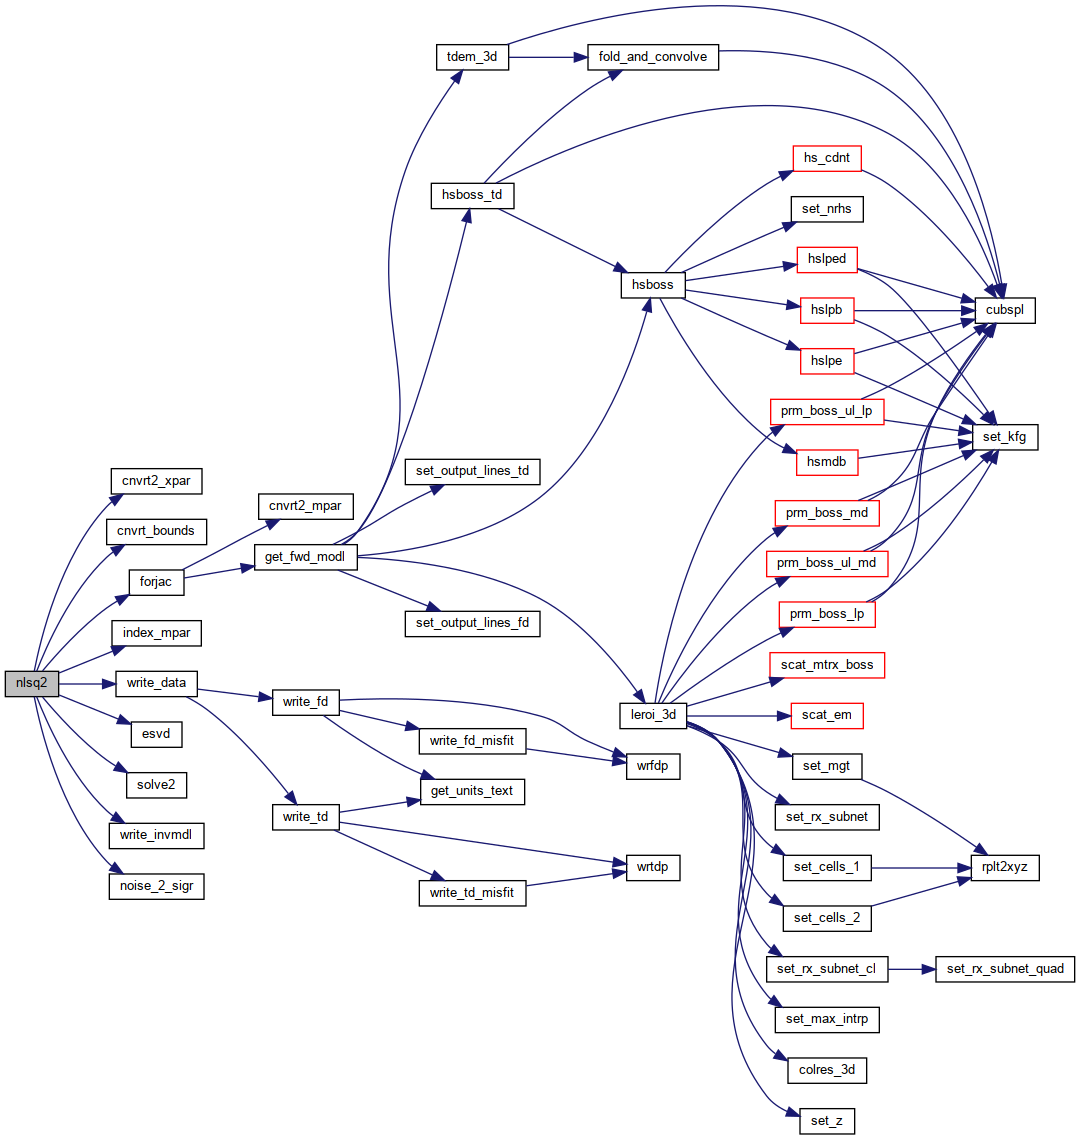 tdem_3d
fold_and_convolve
hs_cdnt
hsboss_td
set_nrhs
hslped
hsboss
hslpb
cubspl
hslpe
prm_boss_ul_lp
set_kfg
hsmdb
set_output_lines_td
cnvrt2_xpar
cnvrt2_mpar
prm_boss_md
cnvrt_bounds
get_fwd_modl
prm_boss_ul_md
forjac
prm_boss_lp
set_output_lines_fd
index_mpar
scat_mtrx_boss
nlsq2
write_data
write_fd
leroi_3d
scat_em
esvd
write_fd_misfit
wrfdp
set_mgt
solve2
get_units_text
write_td
set_rx_subnet
write_invmdl
wrtdp
set_cells_1
rplt2xyz
noise_2_sigr
write_td_misfit
set_cells_2
set_rx_subnet_cl
set_rx_subnet_quad
set_max_intrp
colres_3d
set_z